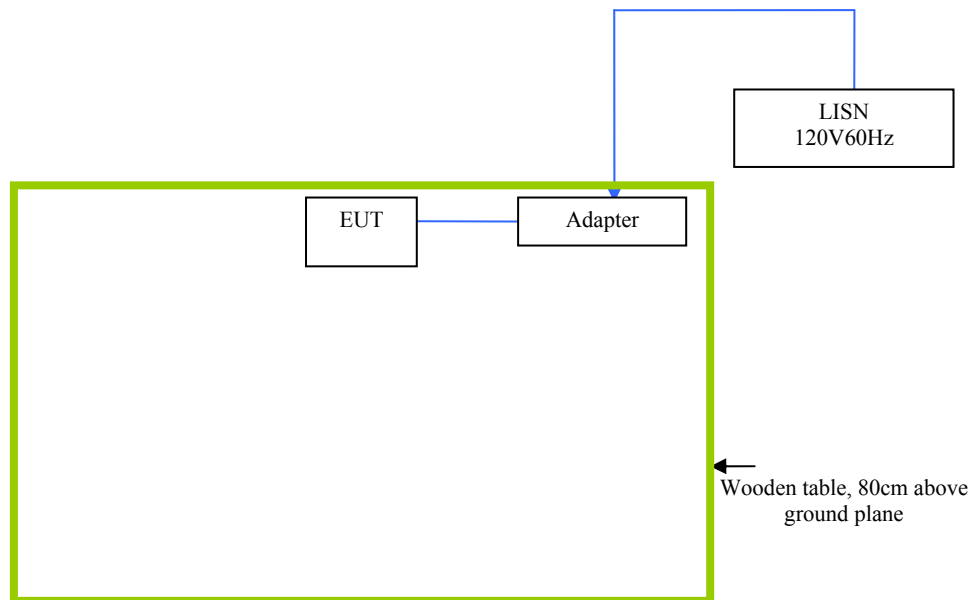 LISN
120V60Hz
EUT
Adapter
Wooden table, 80cm above
ground plane